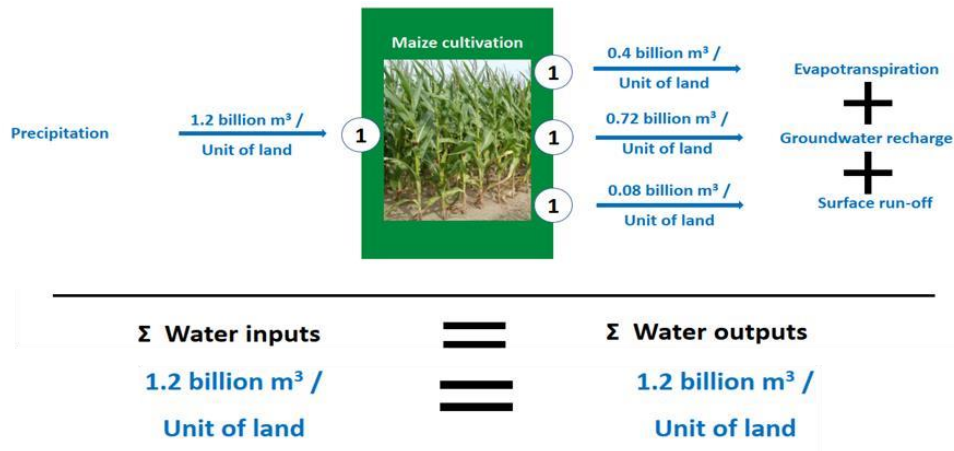 Maize cultivation
Precipitation
1.2 billion m³ /
Unit of land
1
1
0.4 billion m³ /
Unit of land
Evapotranspiration
+
1
0.72 billion m³ /
Unit of land
Groundwater recharge
+
1
0.08 billion m³ /
Unit of land
Surface run-off
Σ Water inputs = Σ Water outputs
1.2 billion m³ / = 1.2 billion m³ /
Unit of land Unit of land